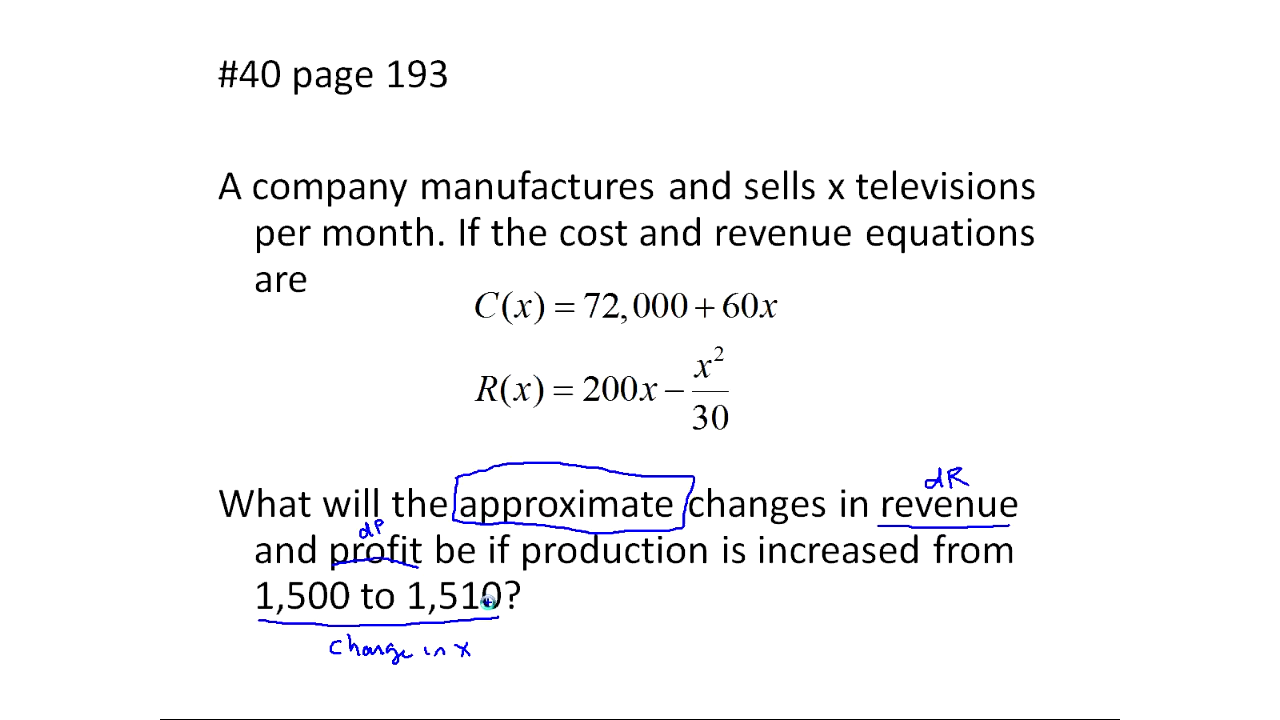 #40 page 193
A company manufactures and sells x televisions
per month. If the cost and revenue equations
are
C(x) = 72,000 + 60x
R(x) = 200x − x²/30
dR
What will the approximate changes in revenue
dP
and profit be if production is increased from
1,500 to 1,510?
change in x